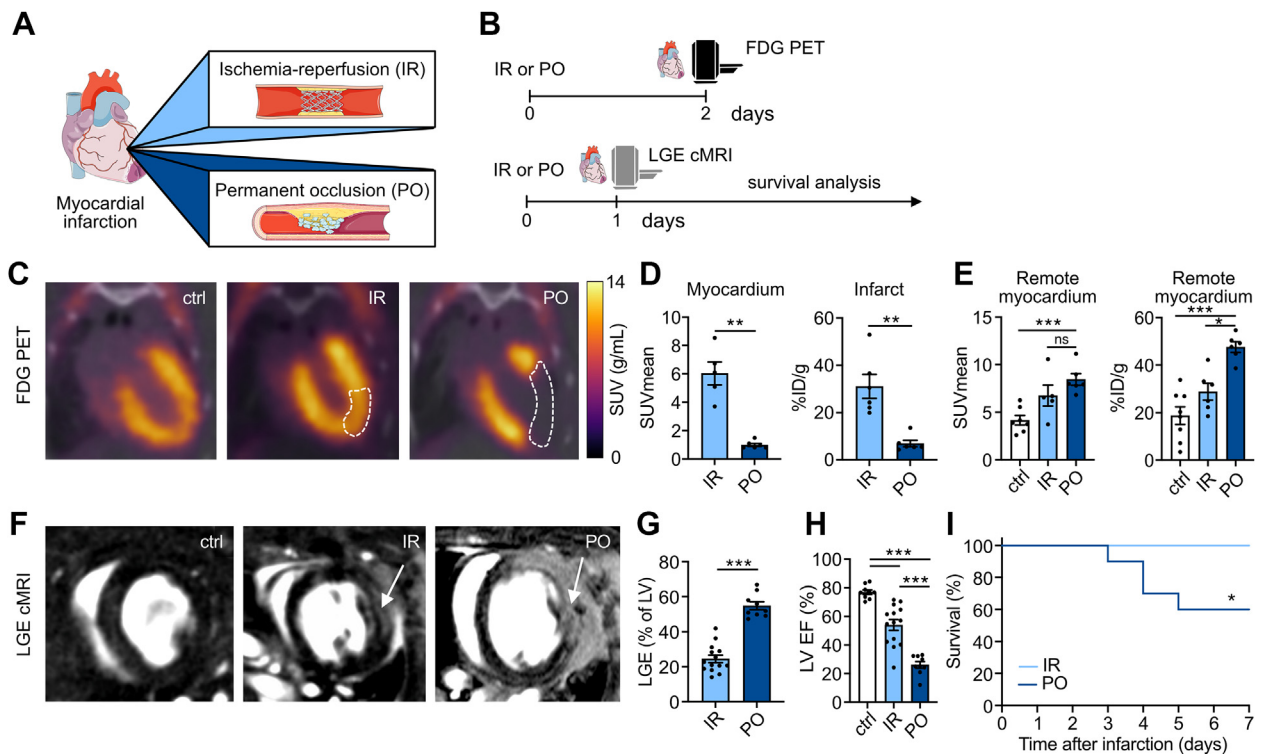 A
Ischemia-reperfusion (IR)
Permanent occlusion (PO)
Myocardial
infarction
B
FDG PET
IR or PO
0
2
days
LGE cMRI
IR or PO
survival analysis
0
1
days
C
FDG PET
ctrl
IR
PO
14
SUV (g/mL)
0
D
Myocardium
Infarct
SUVmean
10
8
6
4
2
0
**
IR
PO
%ID/g
60
40
20
0
**
IR
PO
E
Remote
myocardium
SUVmean
15
10
5
0
***
ns
ctrl
IR
PO
Remote
myocardium
%ID/g
60
40
20
0
***
*
ctrl
IR
PO
F
LGE cMRI
ctrl
IR
PO
G
LGE (% of LV)
80
60
40
20
0
***
IR
PO
H
LV EF (%)
100
80
60
40
20
0
***
***
ctrl
IR
PO
I
Survival (%)
100
80
60
40
20
0
*
IR
PO
0 1 2 3 4 5 6 7
Time after infarction (days)